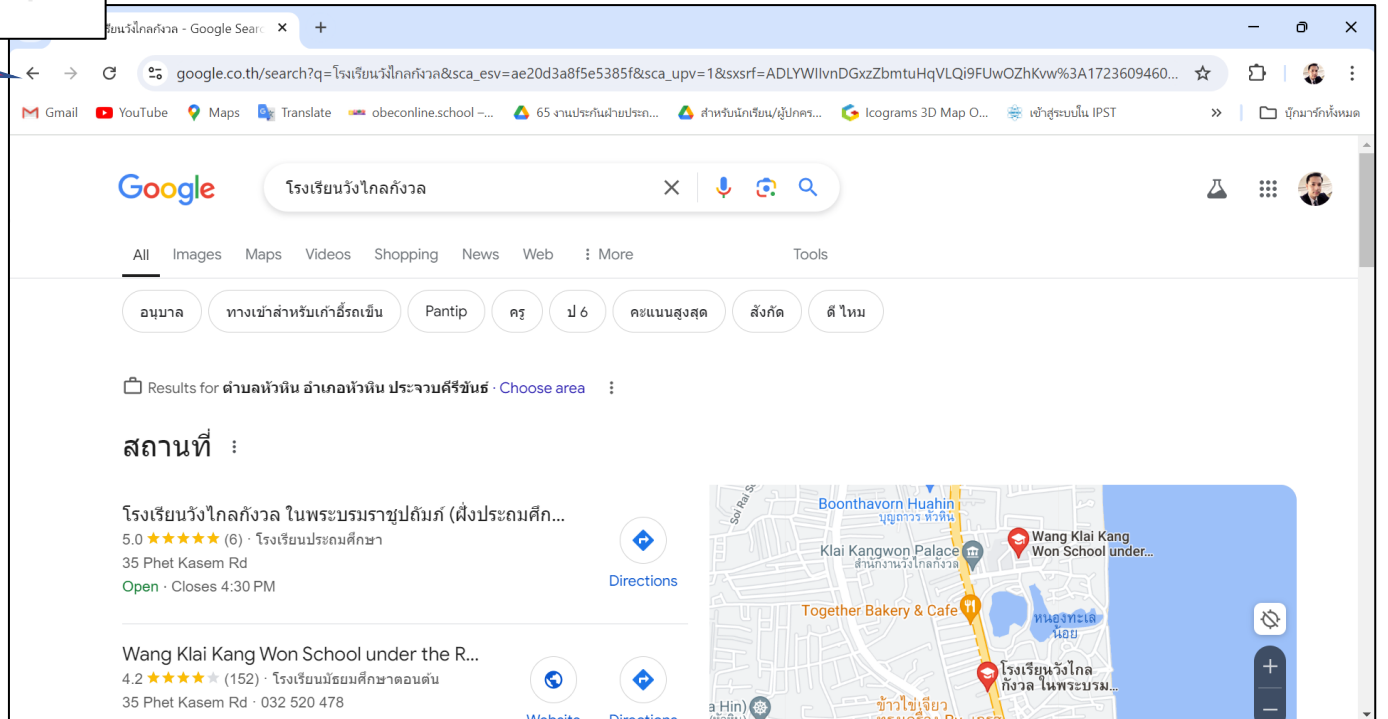 รียนวังไกลกังวล - Google Searc
google.co.th/search?q=โรงเรียนวังไกลกังวล&sca_esv=ae20d3a8f5e5385f&sca_upv=1&sxsrf=ADLYWIIvnDGxzZbmtuHqVLQi9FUwOZhKvw%3A1723609460...
Gmail YouTube Maps Translate obeconline.school –... 65 งานประกันฝ่ายประถ... สำหรับนักเรียน/ผู้ปกคร... Icograms 3D Map O... เข้าสู่ระบบใน IPST » บุ๊กมาร์กทั้งหมด
Google โรงเรียนวังไกลกังวล
All Images Maps Videos Shopping News Web More Tools
อนุบาล ทางเข้าสำหรับเก้าอี้รถเข็น Pantip ครู ป 6 คะแนนสูงสุด สังกัด ดี ไหม
Results for ตำบลหัวหิน อำเภอหัวหิน ประจวบคีรีขันธ์ · Choose area
สถานที่
โรงเรียนวังไกลกังวล ในพระบรมราชูปถัมภ์ (ฝั่งประถมศึก...
5.0 ★★★★★ (6) · โรงเรียนประถมศึกษา
35 Phet Kasem Rd
Open · Closes 4:30 PM
Directions
Wang Klai Kang Won School under the R...
4.2 ★★★★★ (152) · โรงเรียนมัธยมศึกษาตอนต้น
35 Phet Kasem Rd · 032 520 478
Website Directions
Boonthavorn Huahin
บุญถาวร หัวหิน
Klai Kangwon Palace
สำนักงานวังไกลกังวล
Wang Klai Kang
Won School under...
Together Bakery & Cafe
หนองทะเล
น้อย
โรงเรียนวังไกล
กังวล ในพระบรม...
ข้าวไข่เจียว
a Hin)